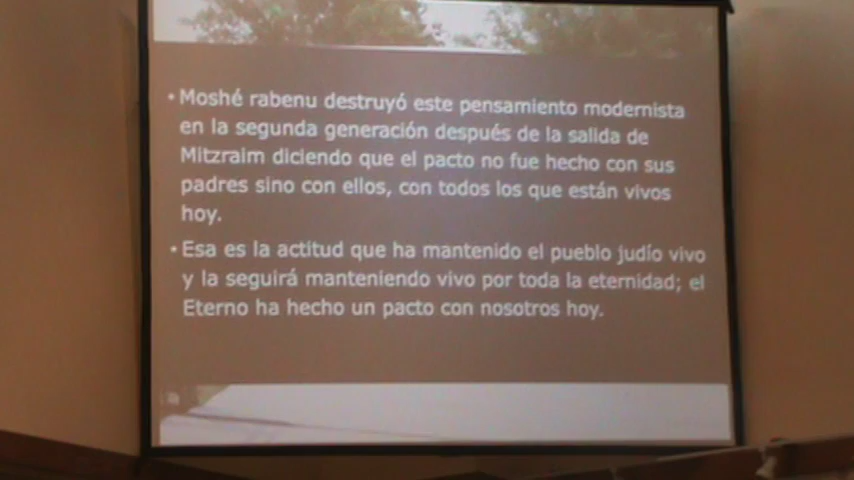 • Moshé rabenu destruyó este pensamiento modernista
en la segunda generación después de la salida de
Mitzraim diciendo que el pacto no fue hecho con sus
padres sino con ellos, con todos los que están vivos
hoy.
• Esa es la actitud que ha mantenido el pueblo judío vivo
y la seguirá manteniendo vivo por toda la eternidad; el
Eterno ha hecho un pacto con nosotros hoy.